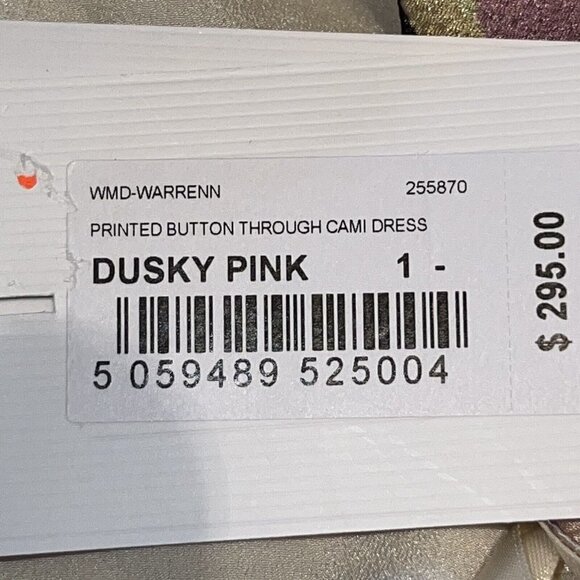 WMD-WARRENN 255870
PRINTED BUTTON THROUGH CAMI DRESS
DUSKY PINK 1 -
5 059489 525004
$ 295.00